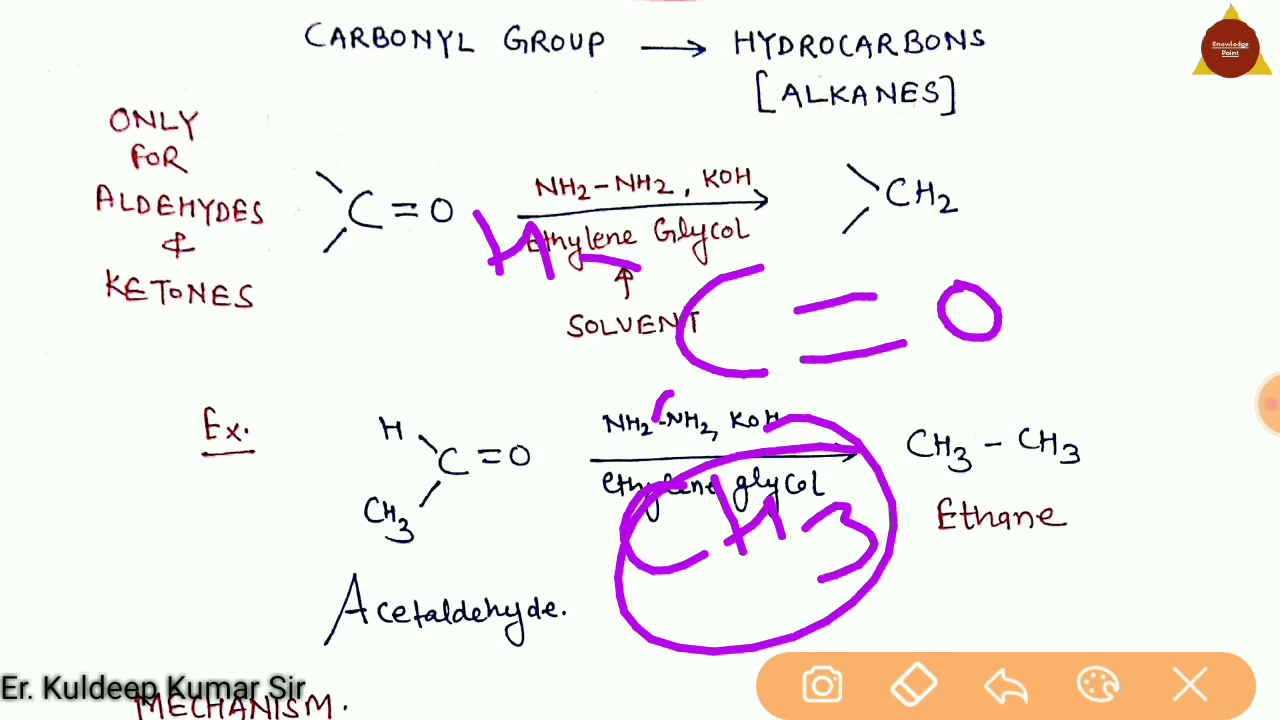 CARBONYL GROUP → HYDROCARBONS
[ALKANES]
Knowledge
Point
ONLY
FOR
ALDEHYDES
&
KETONES
C=O
NH2-NH2, KOH
Ethylene Glycol
CH2
↑
SOLVENT
H
C=O
Ex.
H
C=O
CH3
NH2-NH2, KOH
ethylene glycol
CH3-CH3
Ethane
CH3
Acetaldehyde.
Er. Kuldeep Kumar Sir
MECHANISM.